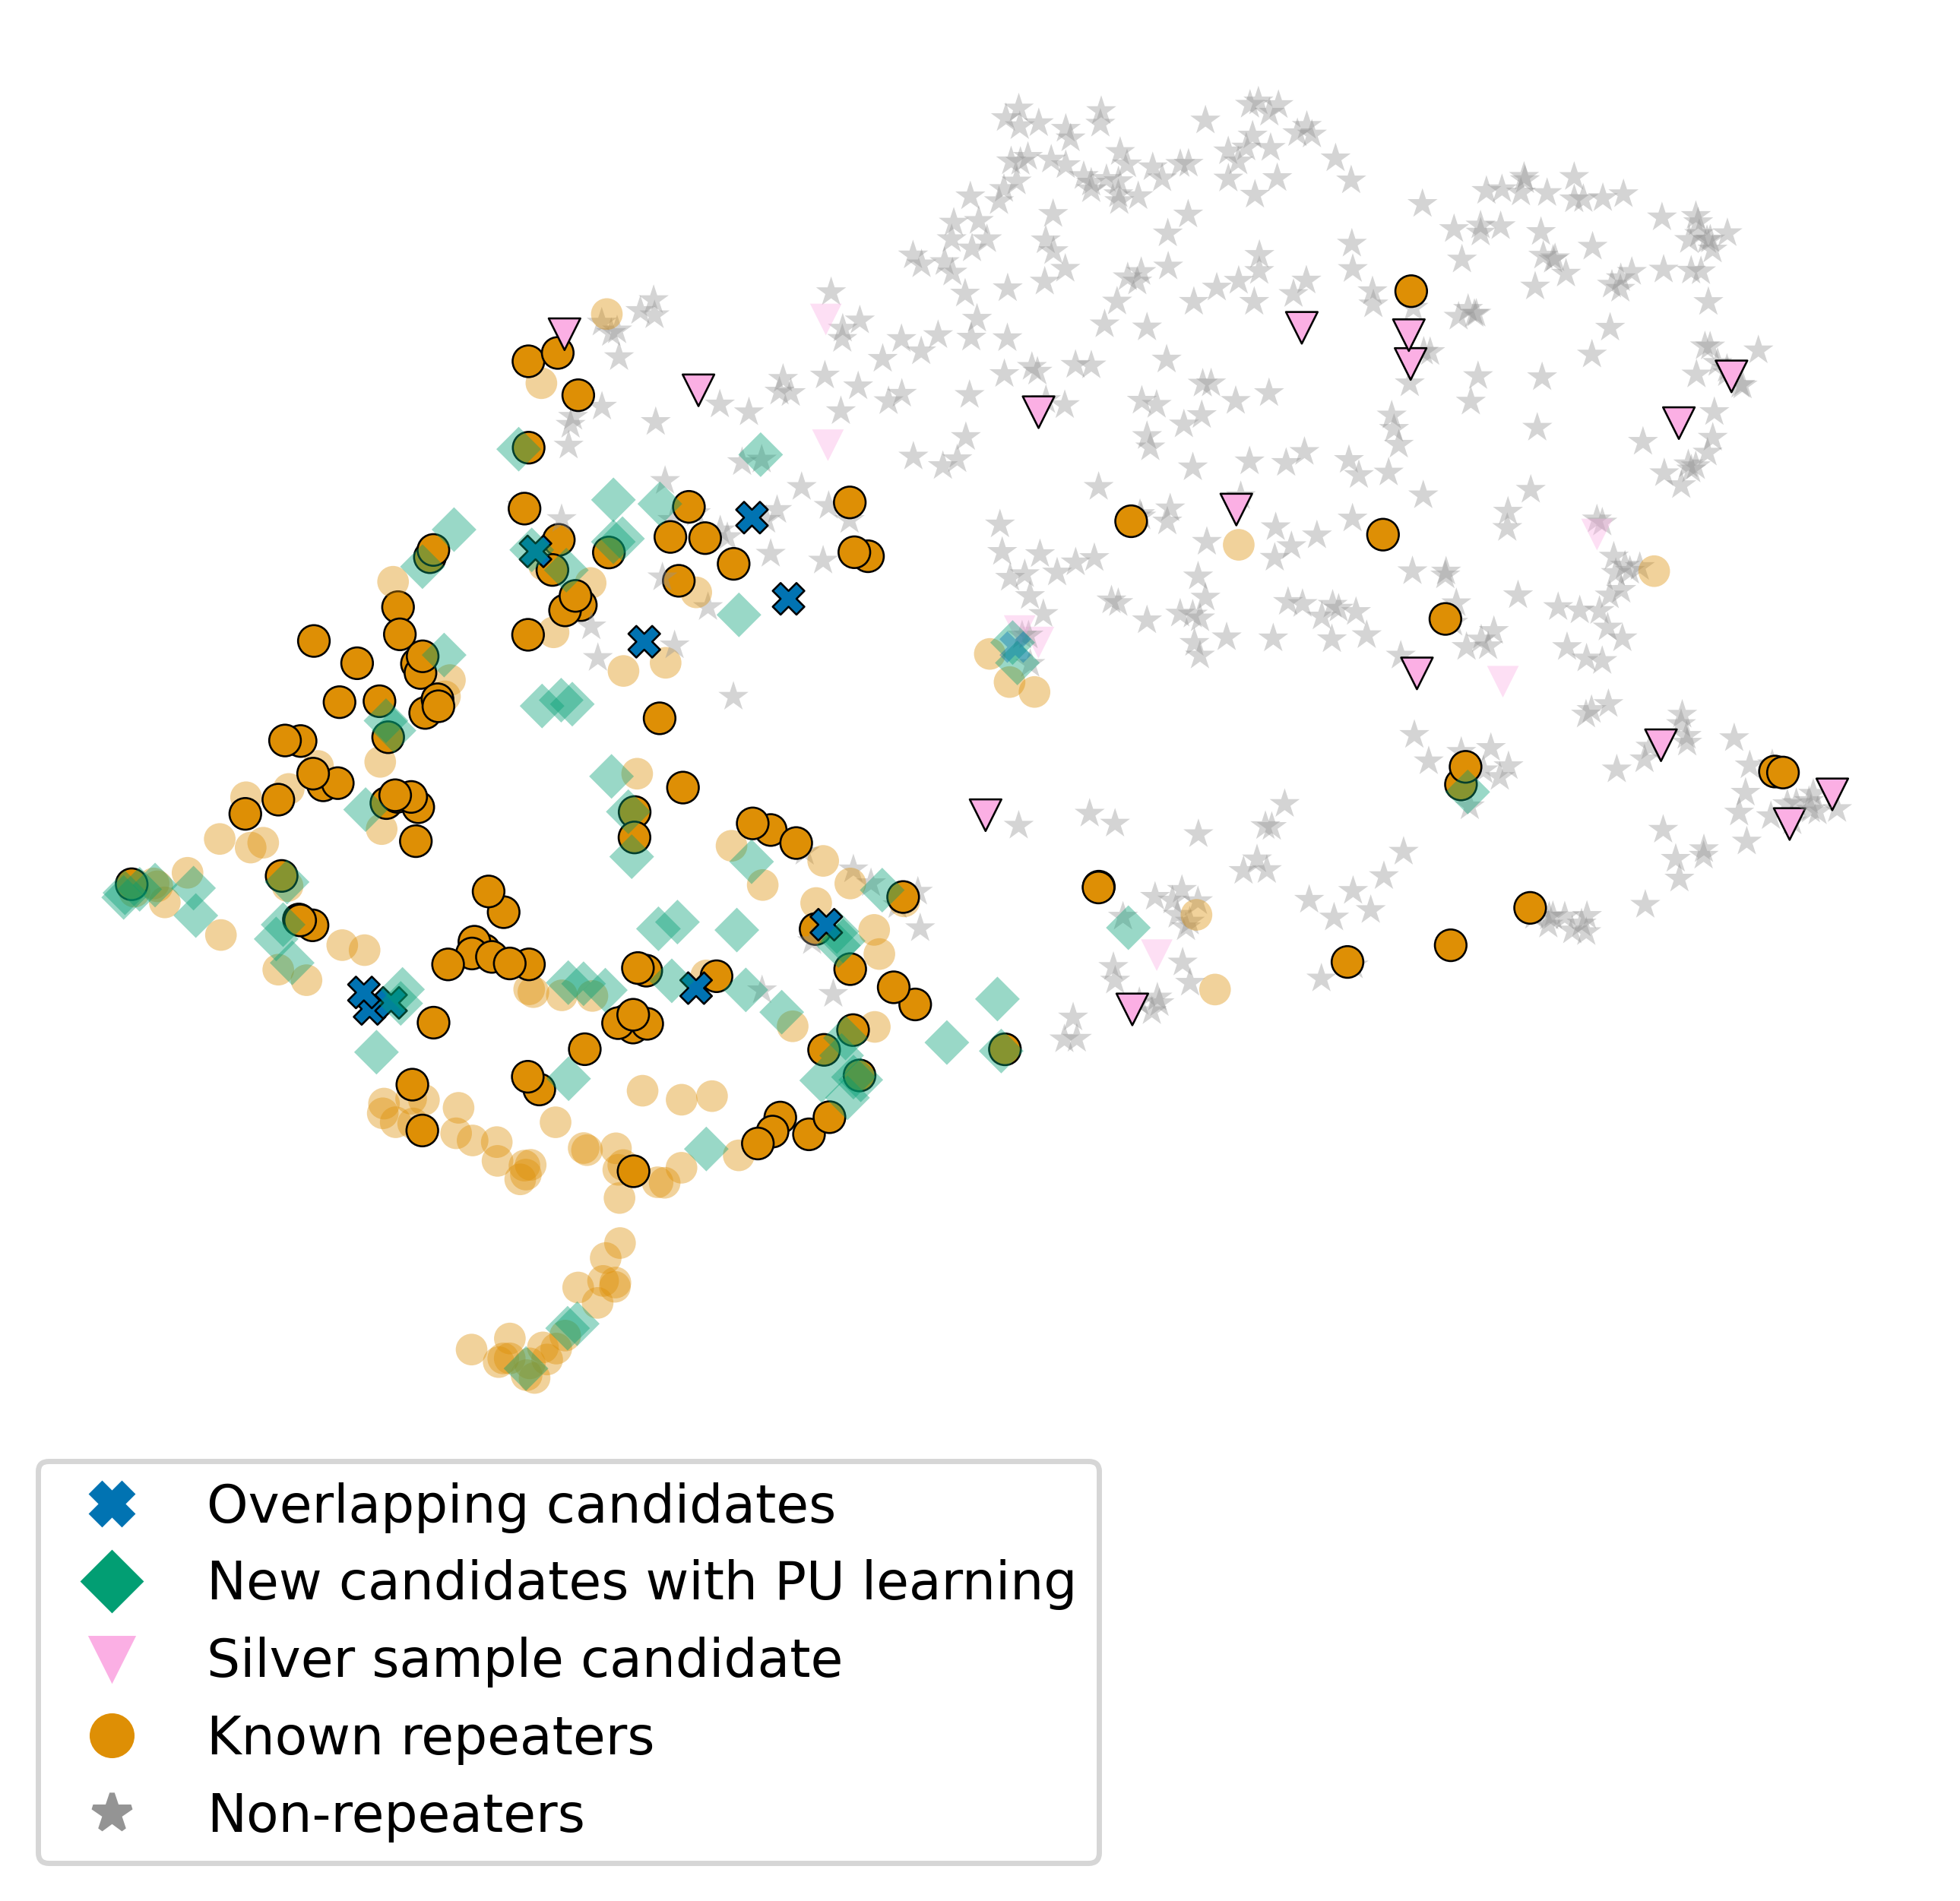 Overlapping candidates
New candidates with PU learning
Silver sample candidate
Known repeaters
Non-repeaters